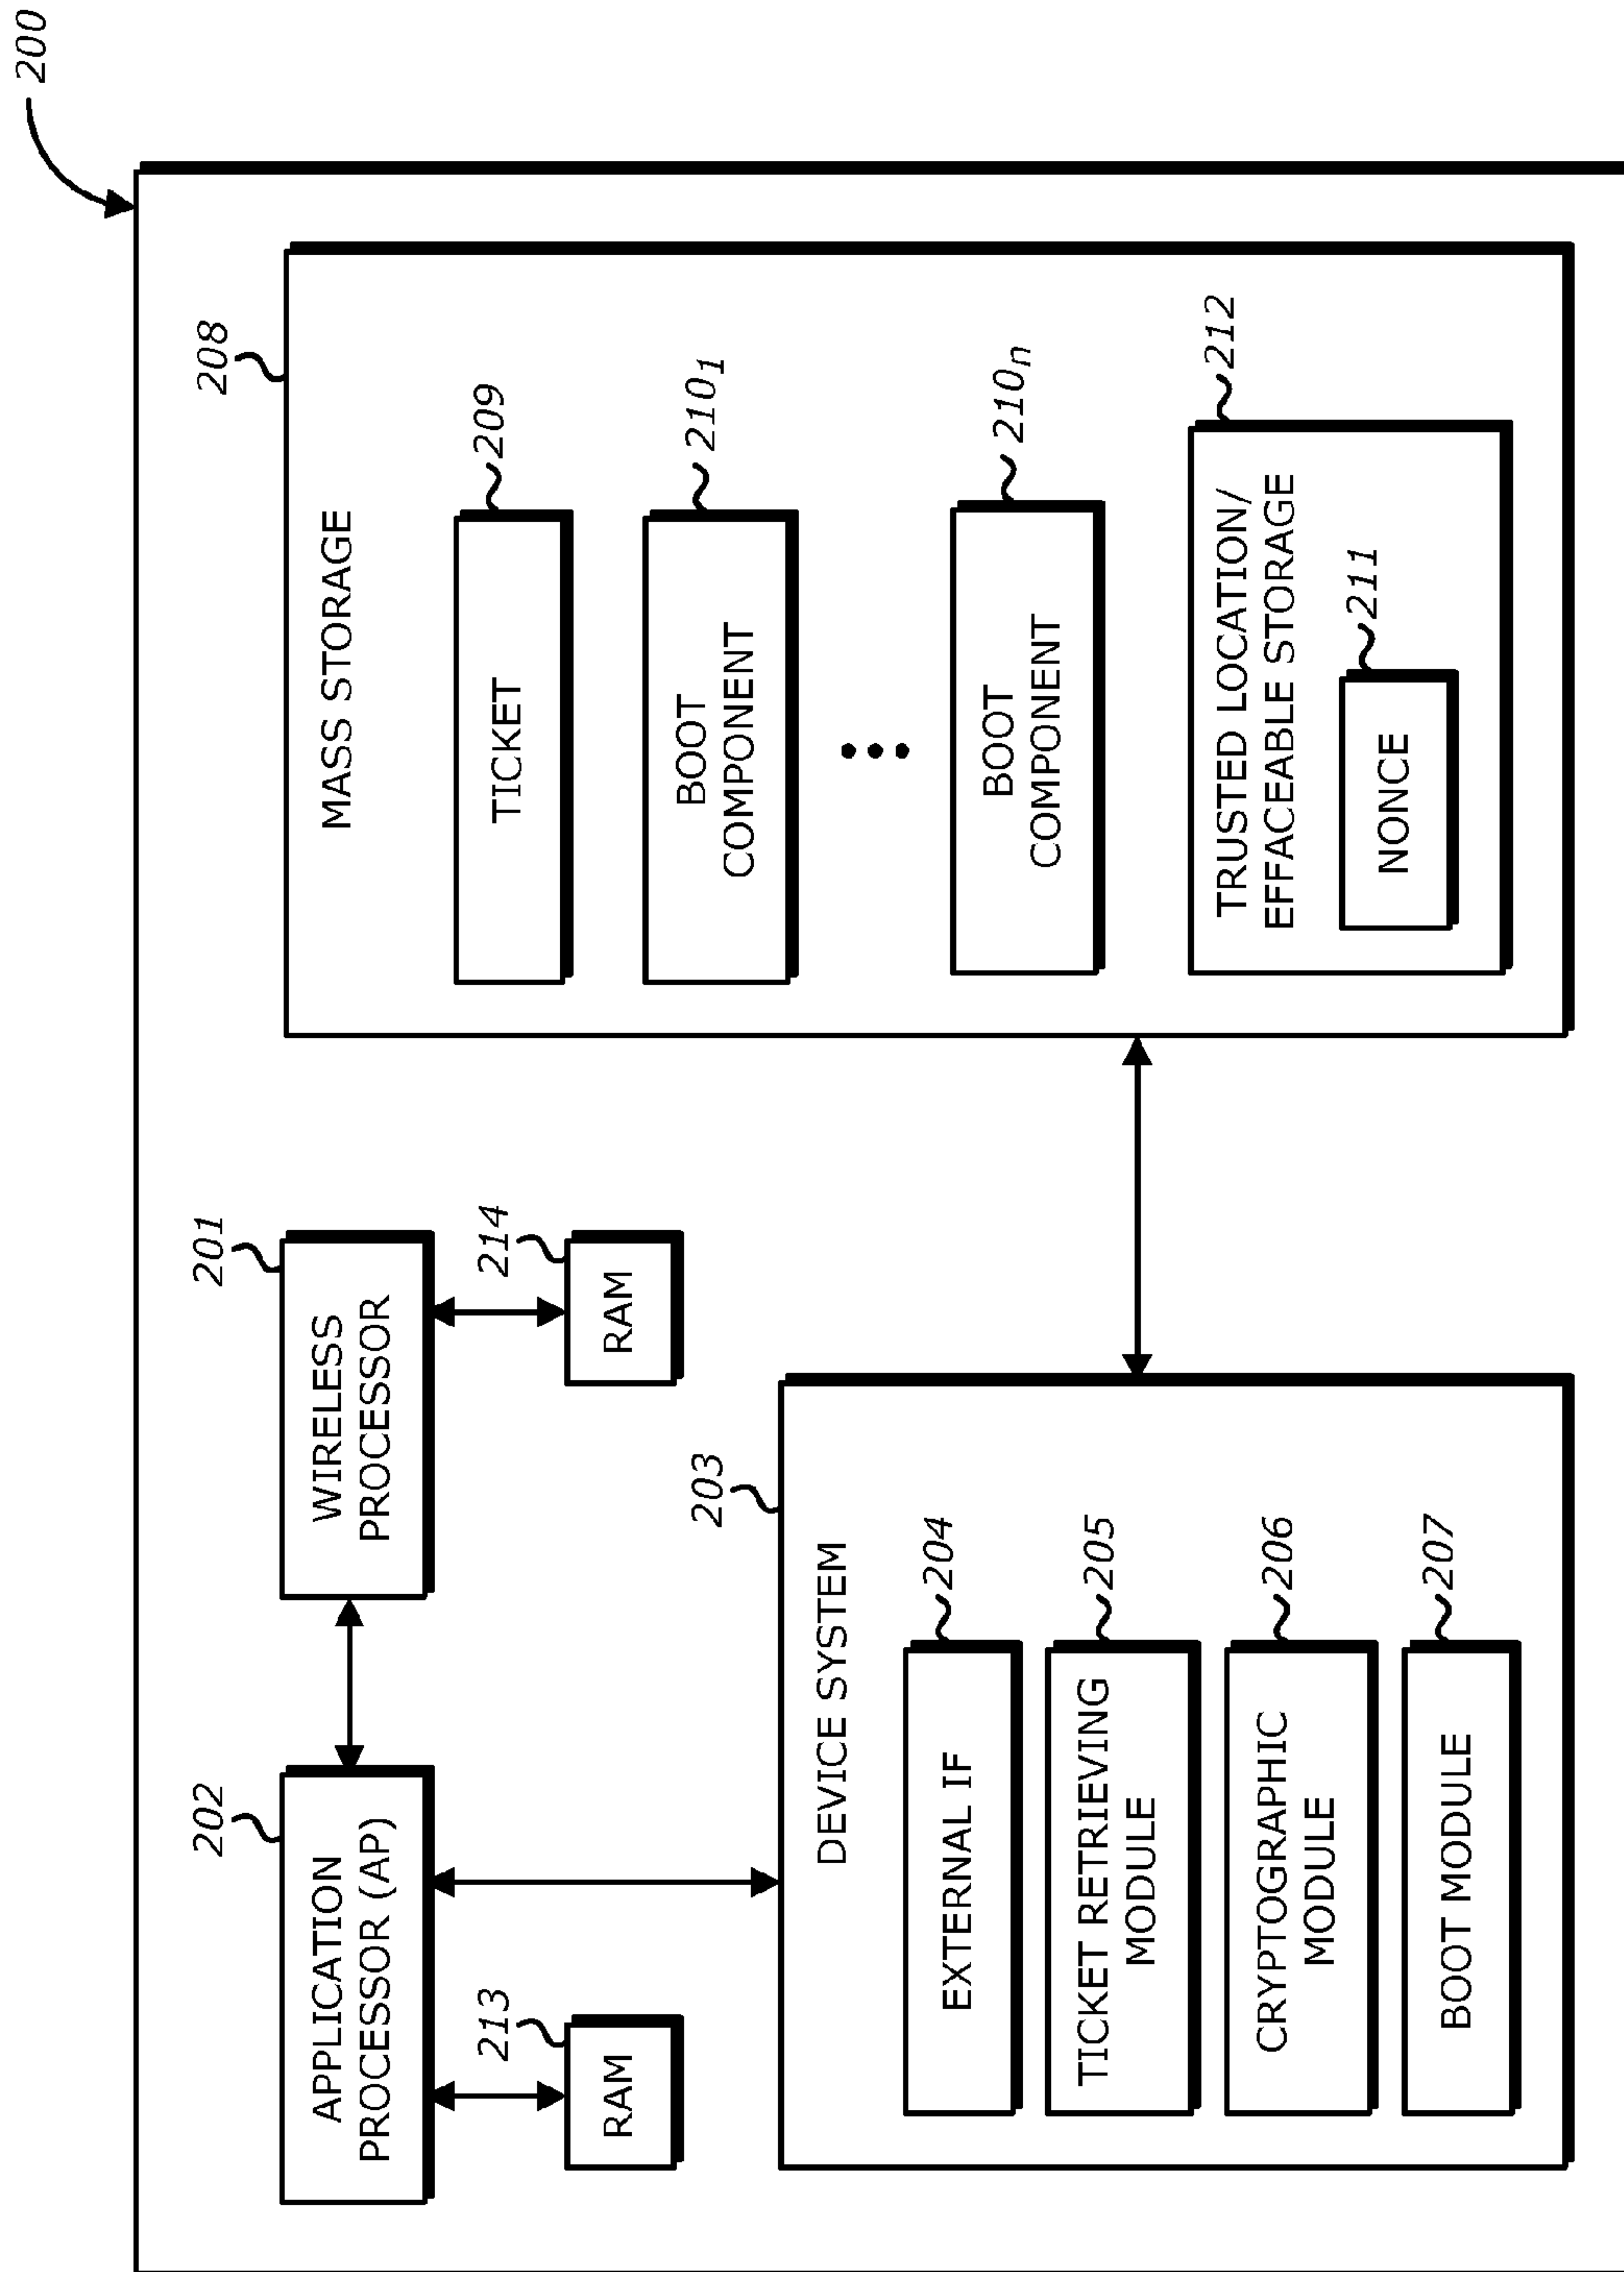 200
202
APPLICATION
PROCESSOR (AP)
201
WIRELESS
PROCESSOR
213
RAM
214
RAM
203
DEVICE SYSTEM
204
EXTERNAL IF
205
TICKET RETRIEVING
MODULE
206
CRYPTOGRAPHIC
MODULE
207
BOOT MODULE
208
MASS STORAGE
209
TICKET
210₁
BOOT
COMPONENT
210ₙ
BOOT
COMPONENT
212
TRUSTED LOCATION/
EFFACEABLE STORAGE
211
NONCE